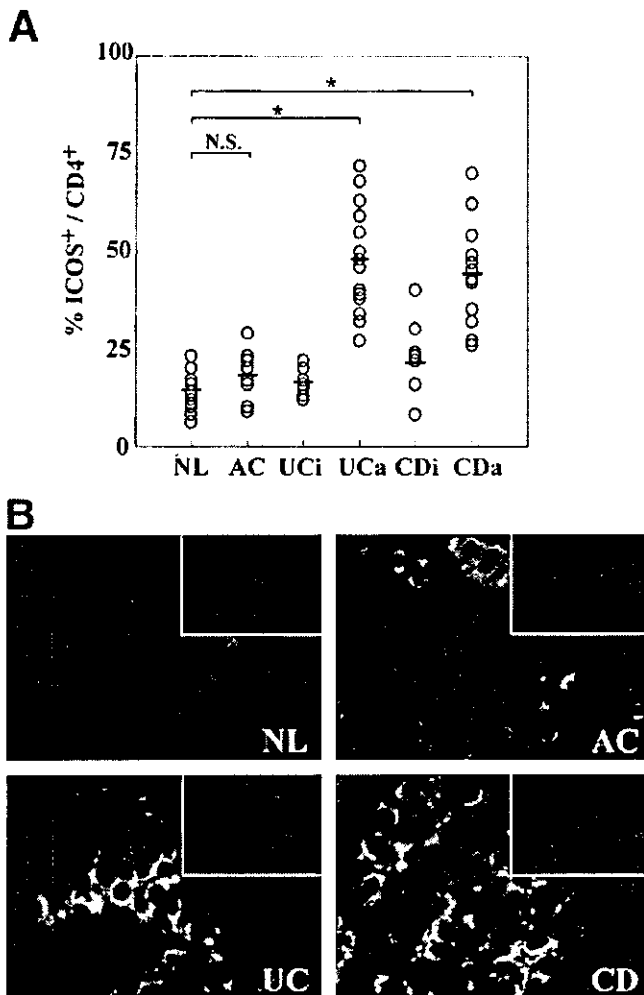 A
100
*
*
N.S.
75
50
25
0
% ICOS+ / CD4+
NL AC UCi UCa CDi CDa
B
NL
AC
UC
CD